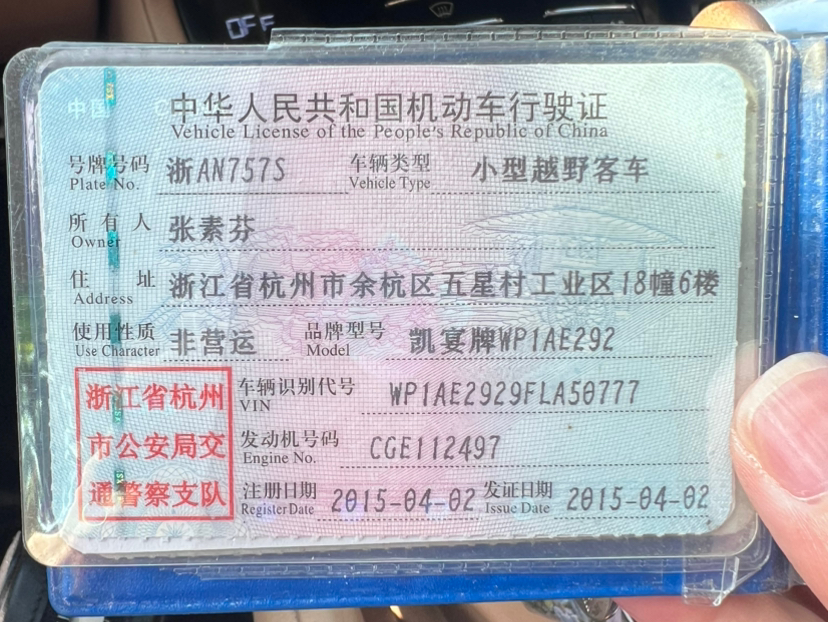 OFF
中华人民共和国机动车行驶证
Vehicle License of the People's Republic of China
号牌号码 浙AN757S 车辆类型 小型越野客车
Plate No. Vehicle Type
所有人 张素芬
Owner
住址 浙江省杭州市余杭区五星村工业区18幢6楼
Address
使用性质 非营运 品牌型号 凯宴牌WP1AE292
Use Character Model
浙江省杭州 车辆识别代号 WP1AE2929FLA50777
VIN
市公安局交 发动机号码 CGE112497
Engine No.
通警察支队 注册日期 2015-04-02 发证日期 2015-04-02
Register Date Issue Date